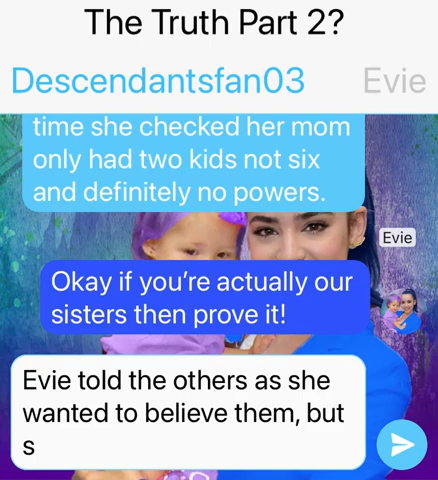 The Truth Part 2?
Descendantsfan03 Evie
time she checked her mom
only had two kids not six
and definitely no powers.
Evie
Okay if you're actually our
sisters then prove it!
Evie told the others as she
wanted to believe them, but
s